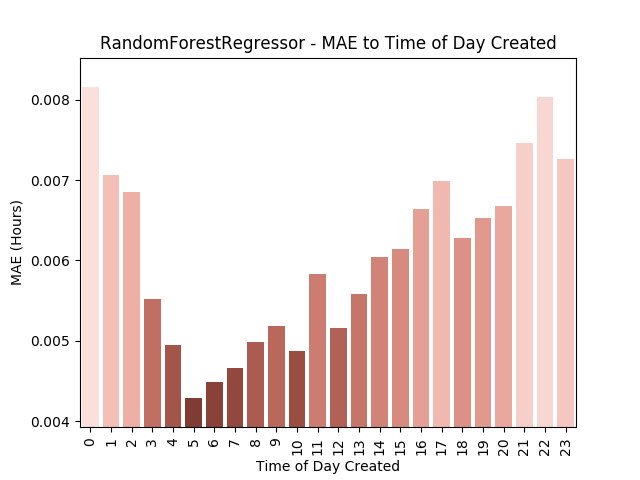 RandomForestRegressor - MAE to Time of Day Created
0.008
0.007
0.006
0.005
0.004
MAE (Hours)
0 1 2 3 4 5 6 7 8 9 10 11 12 13 14 15 16 17 18 19 20 21 22 23
Time of Day Created